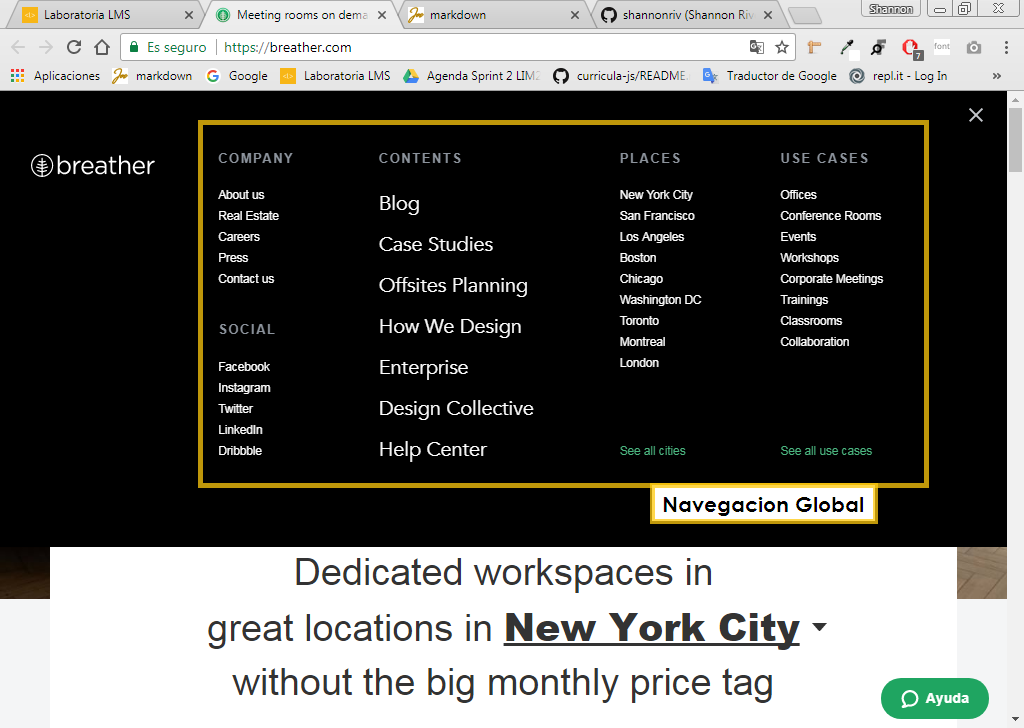 Laboratoria LMS
Meeting rooms on dema
markdown
shannonriv (Shannon Riv
Shannon
Es seguro
https://breather.com
font
7
Aplicaciones
markdown
Google
Laboratoria LMS
Agenda Sprint 2 LIM2
curricula-js/README.
Traductor de Google
repl.it - Log In
»
breather
COMPANY
About us
Real Estate
Careers
Press
Contact us
SOCIAL
Facebook
Instagram
Twitter
LinkedIn
Dribbble
CONTENTS
Blog
Case Studies
Offsites Planning
How We Design
Enterprise
Design Collective
Help Center
PLACES
New York City
San Francisco
Los Angeles
Boston
Chicago
Washington DC
Toronto
Montreal
London
See all cities
USE CASES
Offices
Conference Rooms
Events
Workshops
Corporate Meetings
Trainings
Classrooms
Collaboration
See all use cases
Navegacion Global
Dedicated workspaces in
great locations in New York City
without the big monthly price tag
Ayuda